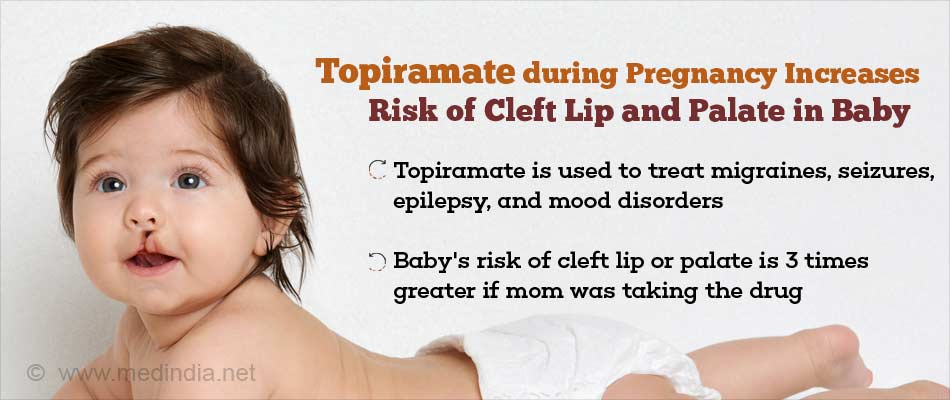 Topiramate during Pregnancy Increases
Risk of Cleft Lip and Palate in Baby
Topiramate is used to treat migraines, seizures,
epilepsy, and mood disorders
Baby's risk of cleft lip or palate is 3 times
greater if mom was taking the drug
© www.medindia.net